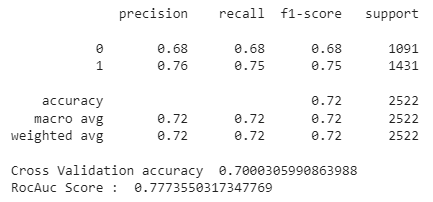 precision recall f1-score support
0 0.68 0.68 0.68 1091
1 0.76 0.75 0.75 1431
accuracy 0.72 2522
macro avg 0.72 0.72 0.72 2522
weighted avg 0.72 0.72 0.72 2522
Cross Validation accuracy 0.7000305990863988
RocAuc Score : 0.7773550317347769